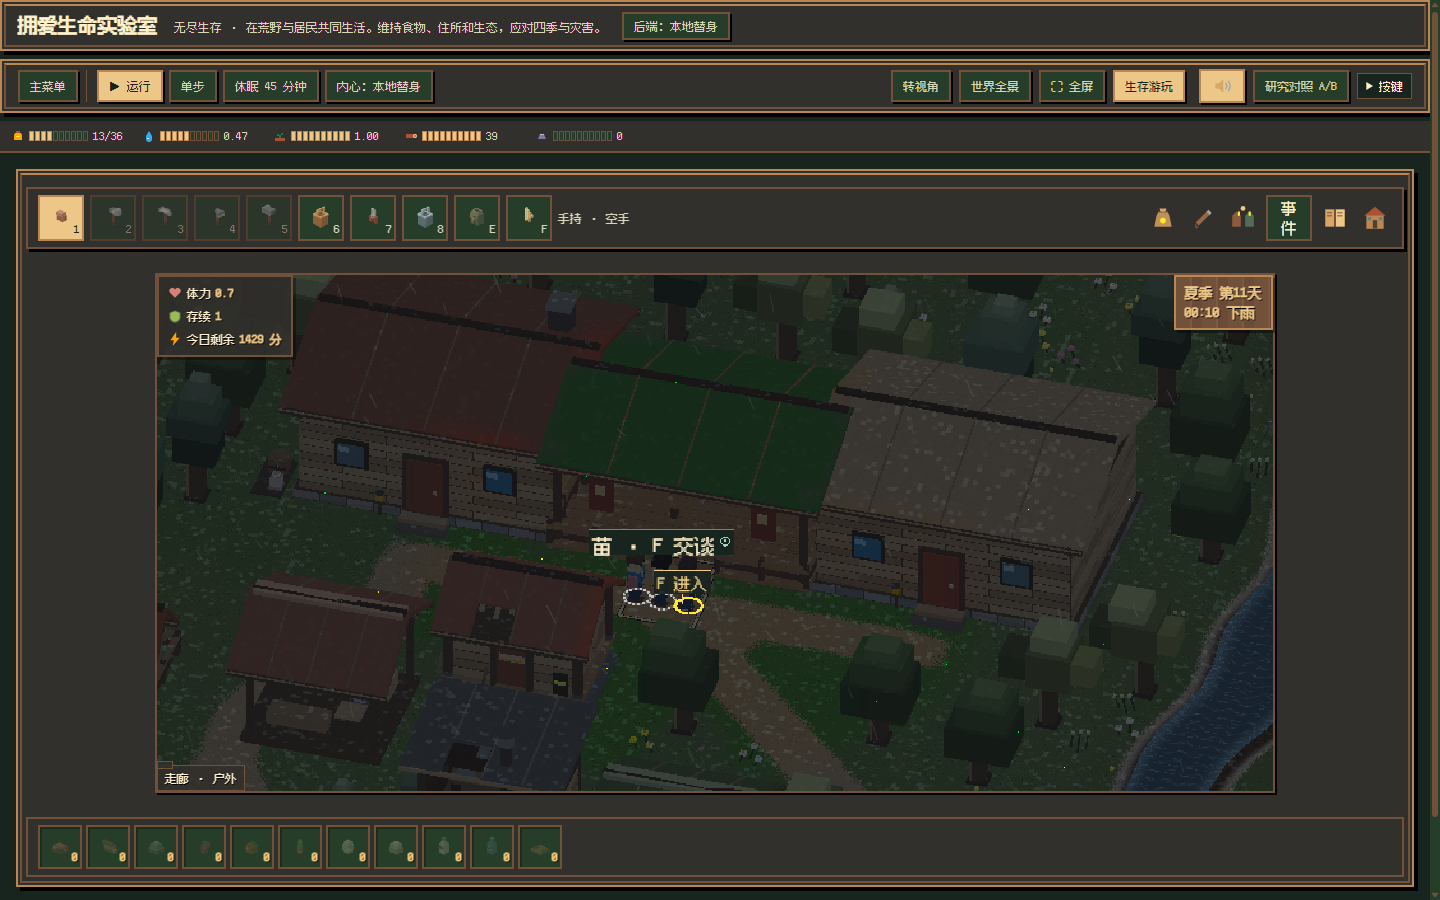 拥爱生命实验室
无尽生存 · 在荒野与居民共同生活。维持食物、住所和生态，应对四季与灾害。
后端：本地替身
主菜单
▶ 运行
单步
休眠 45 分钟
内心：本地替身
转视角
世界全景
全屏
生存游玩
研究对照 A/B
▶ 按键
13/36
0.47
1.00
39
0
1
2
3
4
5
6
7
8
E
F
手持 · 空手
事件
体力 0.7
存续 1
今日剩余 1429 分
夏季 第11天
00:10 下雨
苗 · F 交谈
F 进入
走廊 · 户外
0
0
0
0
0
0
0
0
0
0
0